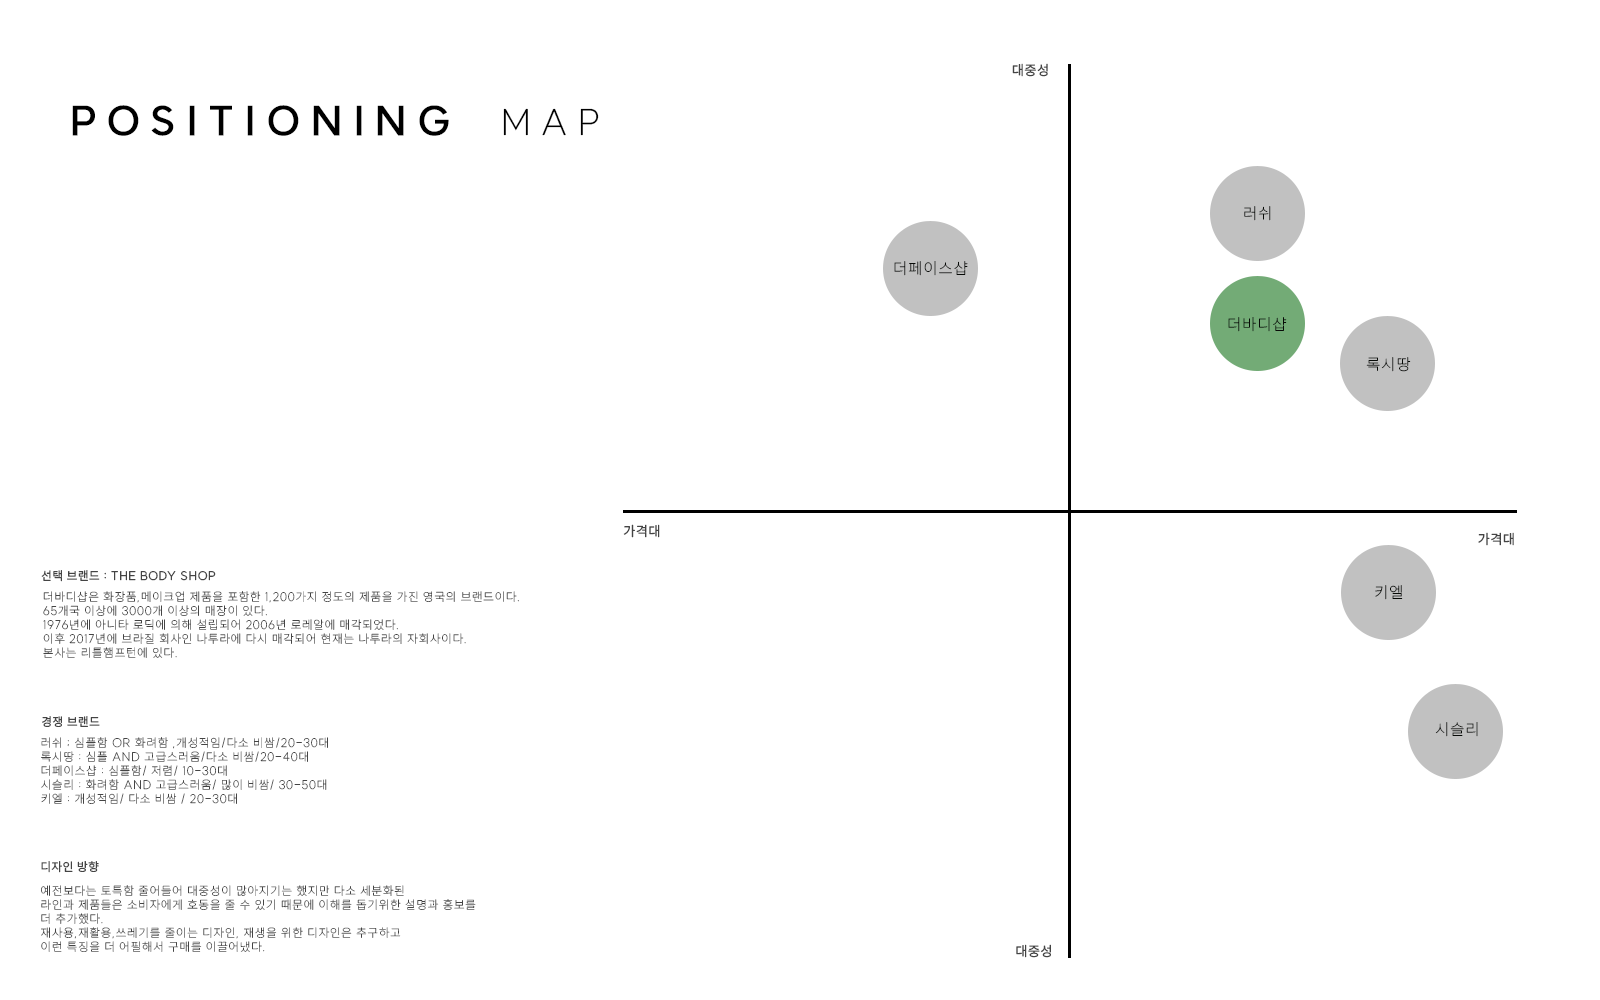 POSITIONING MAP
대중성
러쉬
더페이스샵
더바디샵
록시땅
가격대
가격대
키엘
시슬리
대중성
선택 브랜드 : THE BODY SHOP
더바디샵은 화장품,메이크업 제품을 포함한 1,200가지 정도의 제품을 가진 영국의 브랜드이다.
65개국 이상에 3000개 이상의 매장이 있다.
1976년에 아니타 로딕에 의해 설립되어 2006년 로레알에 매각되었다.
이후 2017년에 브라질 회사인 나투라에 다시 매각되어 현재는 나투라의 자회사이다.
본사는 리틀햄프턴에 있다.
경쟁 브랜드
러쉬 : 심플함 OR 화려함 ,개성적임/다소 비쌈/20-30대
록시땅 : 심플 AND 고급스러움/다소 비쌈/20-40대
더페이스샵 : 심플함/ 저렴/ 10-30대
시슬리 : 화려함 AND 고급스러움/ 많이 비쌈/ 30-50대
키엘 : 개성적임/ 다소 비쌈 / 20-30대
디자인 방향
예전보다는 토특함 줄어들어 대중성이 많아지기는 했지만 다소 세분화된
라인과 제품들은 소비자에게 호동을 줄 수 있기 때문에 이해를 돕기위한 설명과 홍보를
더 추가했다.
재사용,재활용,쓰레기를 줄이는 디자인, 재생을 위한 디자인은 추구하고
이런 특징을 더 어필해서 구매를 이끌어냈다.